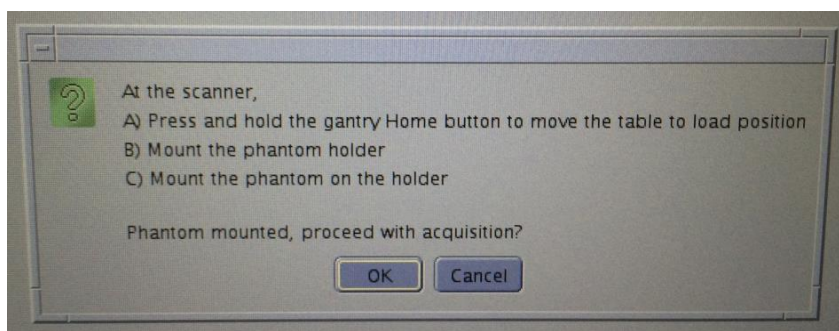 At the scanner,
A) Press and hold the gantry Home button to move the table to load position
B) Mount the phantom holder
C) Mount the phantom on the holder
Phantom mounted, proceed with acquisition?
OK Cancel